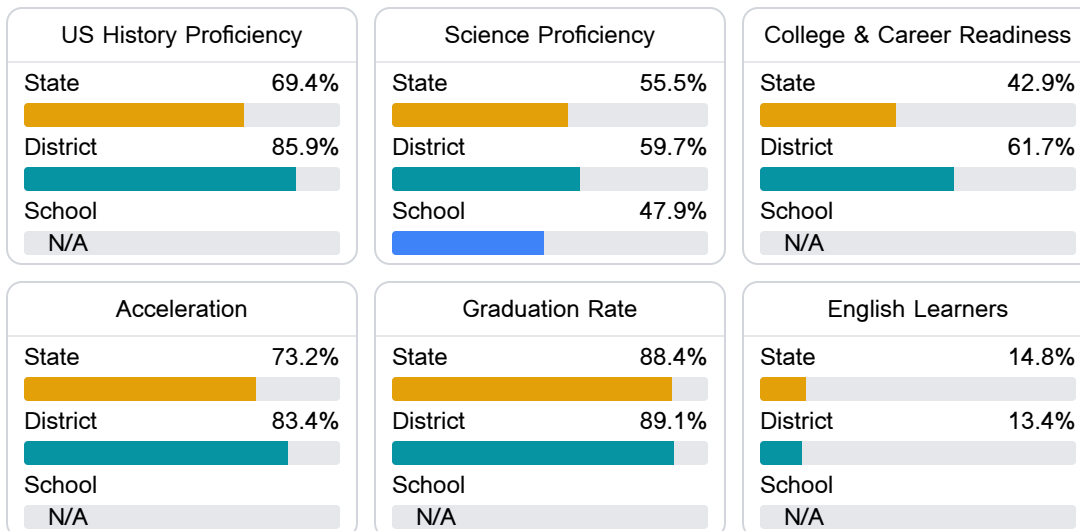 US History Proficiency
State 69.4%
District 85.9%
School
N/A
Science Proficiency
State 55.5%
District 59.7%
School 47.9%
College & Career Readiness
State 42.9%
District 61.7%
School
N/A
Acceleration
State 73.2%
District 83.4%
School
N/A
Graduation Rate
State 88.4%
District 89.1%
School
N/A
English Learners
State 14.8%
District 13.4%
School
N/A